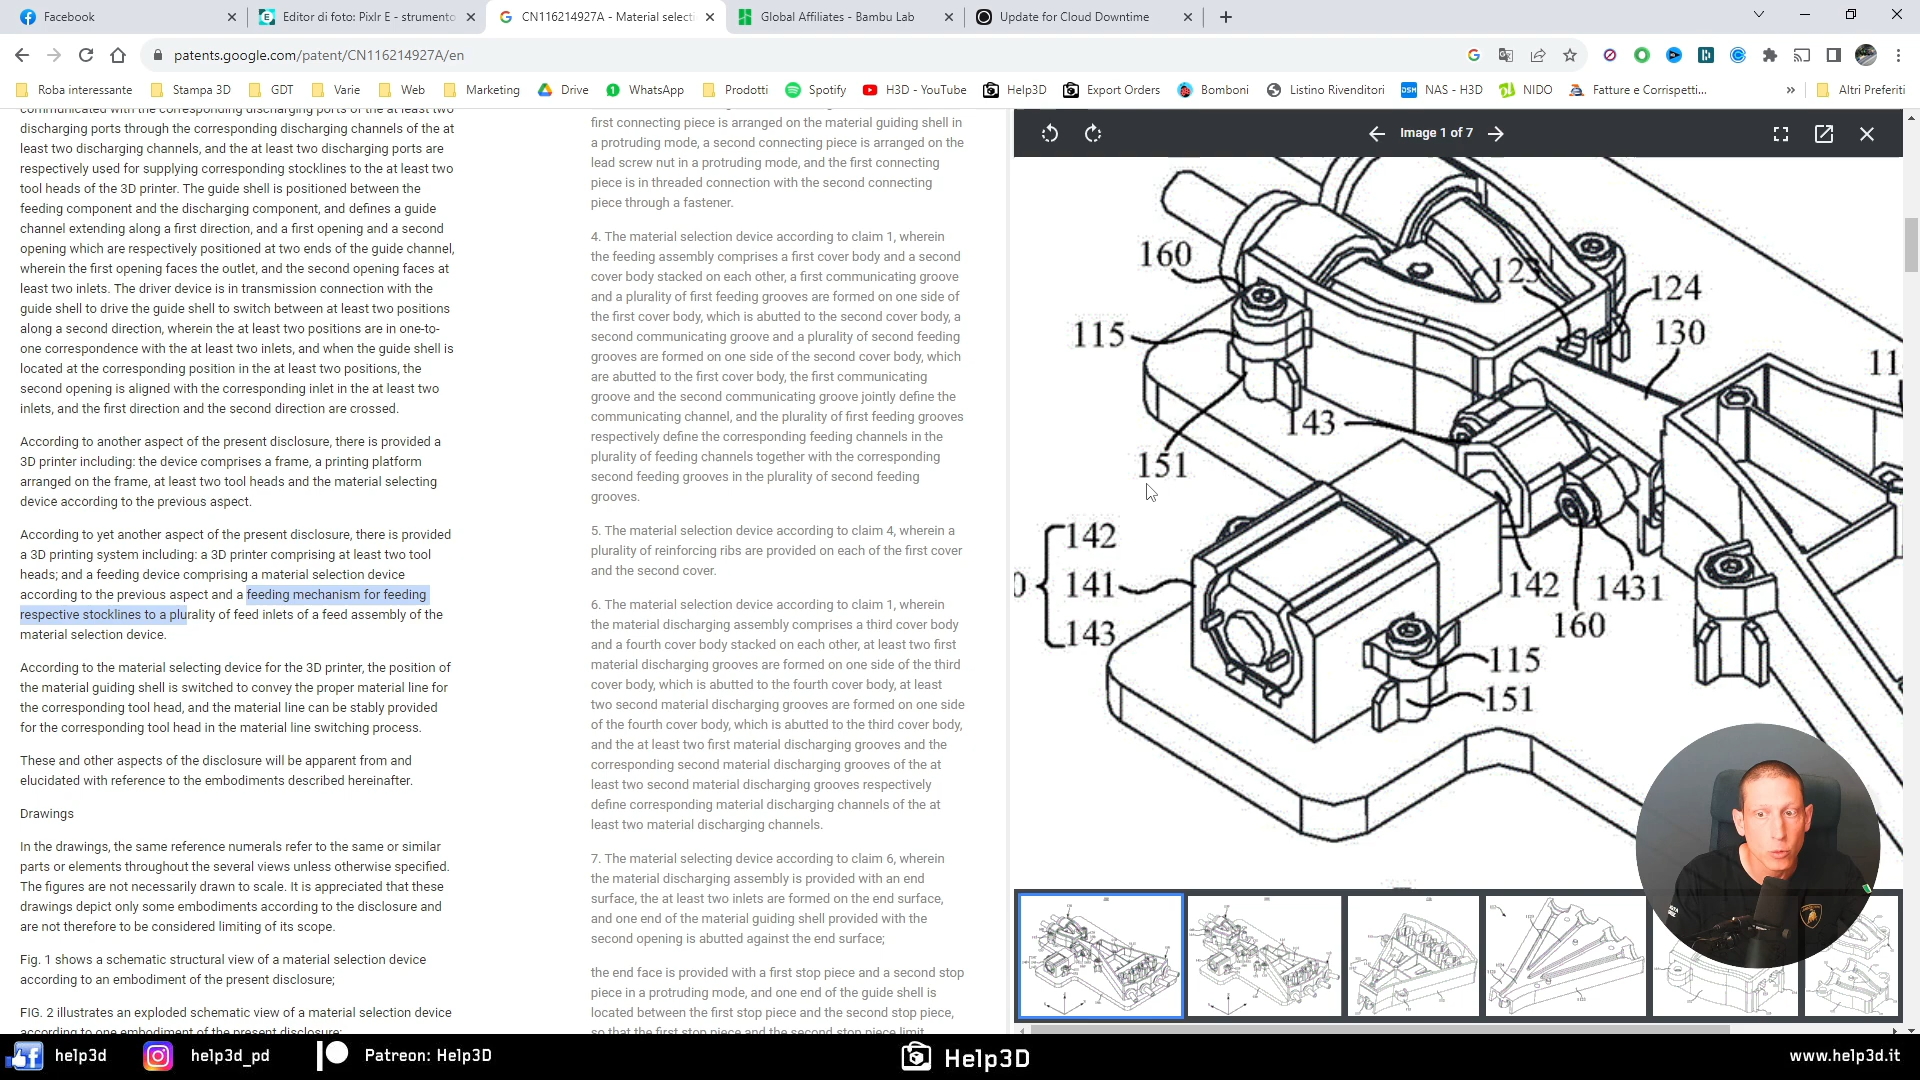 Facebook
Editor di foto: Pixlr E - strumento
CN116214927A - Material selecti
Global Affiliates - Bambu Lab
Update for Cloud Downtime
patents.google.com/patent/CN116214927A/en
Roba interessante
Stampa 3D
GDT
Varie
Web
Marketing
Drive
WhatsApp
Prodotti
Spotify
H3D - YouTube
Help3D
Export Orders
Bomboni
Listino Rivenditori
NAS - H3D
NIDO
Fatture e Corrispetti...
Altri Preferiti
communicated with the corresponding discharging ports of the at least two
discharging ports through the corresponding discharging channels of the at
least two discharging channels, and the at least two discharging ports are
respectively used for supplying corresponding stocklines to the at least two
tool heads of the 3D printer. The guide shell is positioned between the
feeding component and the discharging component, and defines a guide
channel extending along a first direction, and a first opening and a second
opening which are respectively positioned at two ends of the guide channel,
wherein the first opening faces the outlet, and the second opening faces at
least two inlets. The driver device is in transmission connection with the
guide shell to drive the guide shell to switch between at least two positions
along a second direction, wherein the at least two positions are in one-to-
one correspondence with the at least two inlets, and when the guide shell is
located at the corresponding position in the at least two positions, the
second opening is aligned with the corresponding inlet in the at least two
inlets, and the first direction and the second direction are crossed.
According to another aspect of the present disclosure, there is provided a
3D printer including: the device comprises a frame, a printing platform
arranged on the frame, at least two tool heads and the material selecting
device according to the previous aspect.
According to yet another aspect of the present disclosure, there is provided
a 3D printing system including: a 3D printer comprising at least two tool
heads; and a feeding device comprising a material selection device
according to the previous aspect and a feeding mechanism for feeding
respective stocklines to a plurality of feed inlets of a feed assembly of the
material selection device.
According to the material selecting device for the 3D printer, the position of
the material guiding shell is switched to convey the proper material line for
the corresponding tool head, and the material line can be stably provided
for the corresponding tool head in the material line switching process.
These and other aspects of the disclosure will be apparent from and
elucidated with reference to the embodiments described hereinafter.
Drawings
In the drawings, the same reference numerals refer to the same or similar
parts or elements throughout the several views unless otherwise specified.
The figures are not necessarily drawn to scale. It is appreciated that these
drawings depict only some embodiments according to the disclosure and
are not therefore to be considered limiting of its scope.
Fig. 1 shows a schematic structural view of a material selection device
according to an embodiment of the present disclosure;
FIG. 2 illustrates an exploded schematic view of a material selection device
according to one embodiment of the present disclosure;
first connecting piece is arranged on the material guiding shell in
a protruding mode, a second connecting piece is arranged on the
lead screw nut in a protruding mode, and the first connecting
piece is in threaded connection with the second connecting
piece through a fastener.
4. The material selection device according to claim 1, wherein
the feeding assembly comprises a first cover body and a second
cover body stacked on each other, a first communicating groove
and a plurality of first feeding grooves are formed on one side of
the first cover body, which is abutted to the second cover body, a
second communicating groove and a plurality of second feeding
grooves are formed on one side of the second cover body, which
are abutted to the first cover body, the first communicating
groove and the second communicating groove jointly define the
communicating channel, and the plurality of first feeding grooves
respectively define the corresponding feeding channels in the
plurality of feeding channels together with the corresponding
second feeding grooves in the plurality of second feeding
grooves.
5. The material selection device according to claim 4, wherein a
plurality of reinforcing ribs are provided on each of the first cover
and the second cover.
6. The material selection device according to claim 1, wherein
the material discharging assembly comprises a third cover body
and a fourth cover body stacked on each other, at least two first
material discharging grooves are formed on one side of the third
cover body, which is abutted to the fourth cover body, at least
two second material discharging grooves are formed on one side
of the fourth cover body, which is abutted to the third cover body,
and the at least two first material discharging grooves and the
corresponding second material discharging grooves of the at
least two second material discharging grooves respectively
define corresponding material discharging channels of the at
least two material discharging channels.
7. The material selecting device according to claim 6, wherein
the material discharging assembly is provided with an end
surface, the at least two inlets are formed on the end surface,
and one end of the material guiding shell provided with the
second opening is abutted against the end surface;
the end face is provided with a first stop piece and a second stop
piece in a protruding mode, and one end of the guide shell is
located between the first stop piece and the second stop piece,
so that the first stop piece and the second stop piece limit
Image 1 of 7
160
123
124
115
130
11
143
151
142
0 141
143
142 1431
160
115
151
help3d
help3d_pd
Patreon: Help3D
Help3D
www.help3d.it